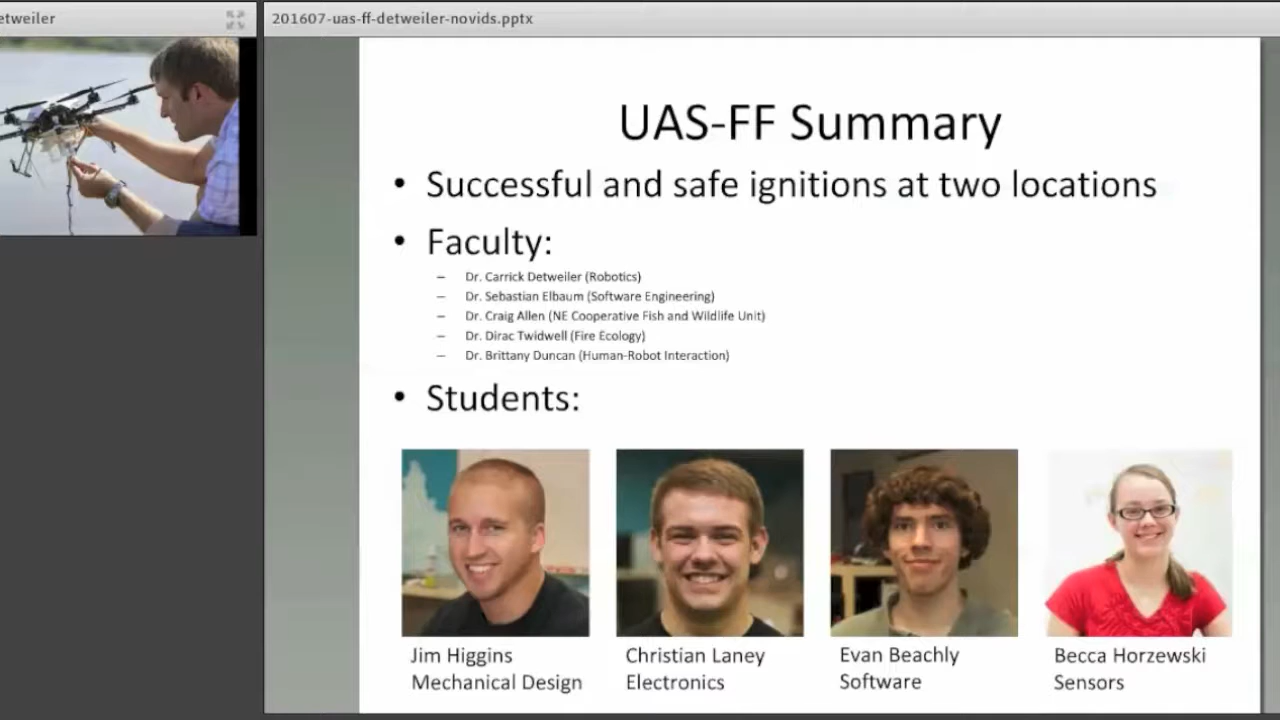 etweiler
201607-uas-ff-detweiler-novids.pptx
UAS-FF Summary
• Successful and safe ignitions at two locations
• Faculty:
– Dr. Carrick Detweiler (Robotics)
– Dr. Sebastian Elbaum (Software Engineering)
– Dr. Craig Allen (NE Cooperative Fish and Wildlife Unit)
– Dr. Dirac Twidwell (Fire Ecology)
– Dr. Brittany Duncan (Human-Robot Interaction)
• Students:
Jim Higgins
Mechanical Design
Christian Laney
Electronics
Evan Beachly
Software
Becca Horzewski
Sensors